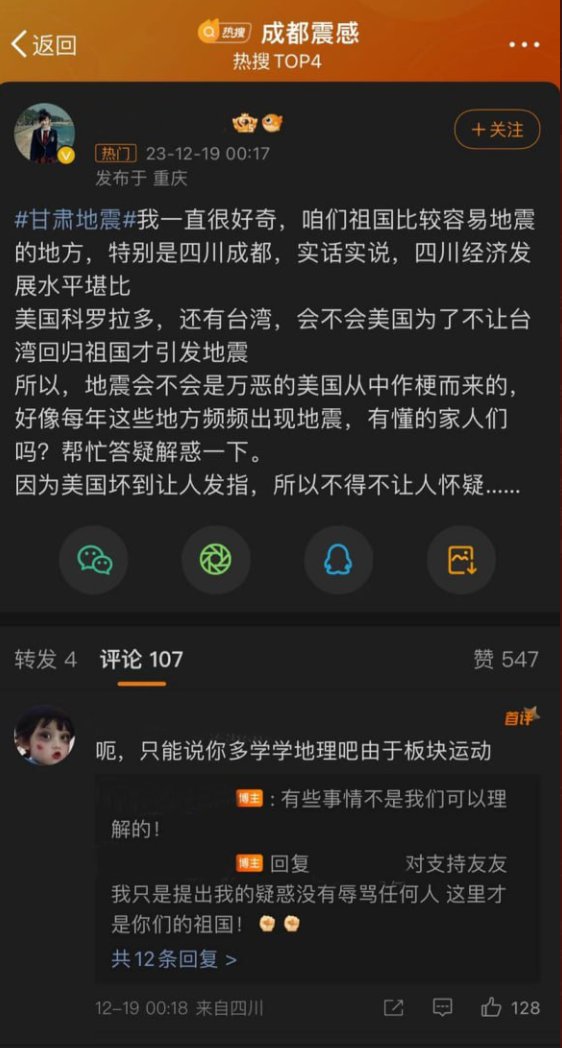 返回
热搜
成都震感
热搜 TOP4
热门
23-12-19 00:17
发布于 重庆
+关注
#甘肃地震#我一直很好奇，咱们祖国比较容易地震
的地方，特别是四川成都，实话实说，四川经济发
展水平堪比
美国科罗拉多，还有台湾，会不会美国为了不让台
湾回归祖国才引发地震
所以，地震会不会是万恶的美国从中作梗而来的，
好像每年这些地方频频出现地震，有懂的家人们
吗？帮忙答疑解惑一下。
因为美国坏到让人发指，所以不得不让人怀疑......
转发 4
评论 107
赞 547
首评
呃，只能说你多学学地理吧由于板块运动
博主：有些事情不是我们可以理
解的！
博主 回复 对支持友友
我只是提出我的疑惑没有辱骂任何人 这里才
是你们的祖国！
共12条回复 >
12-19 00:18 来自四川
128